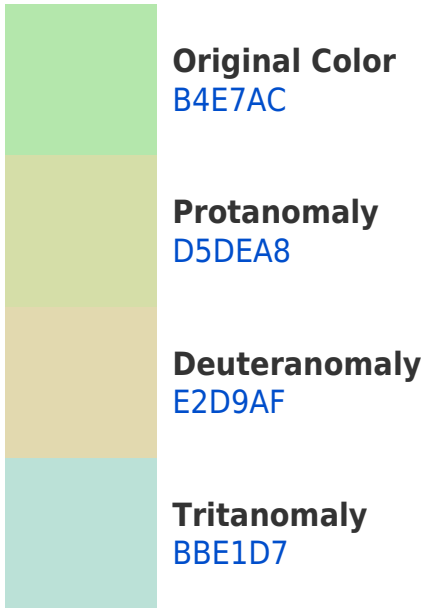 Original Color
B4E7AC
Protanomaly
D5DEA8
Deuteranomaly
E2D9AF
Tritanomaly
BBE1D7